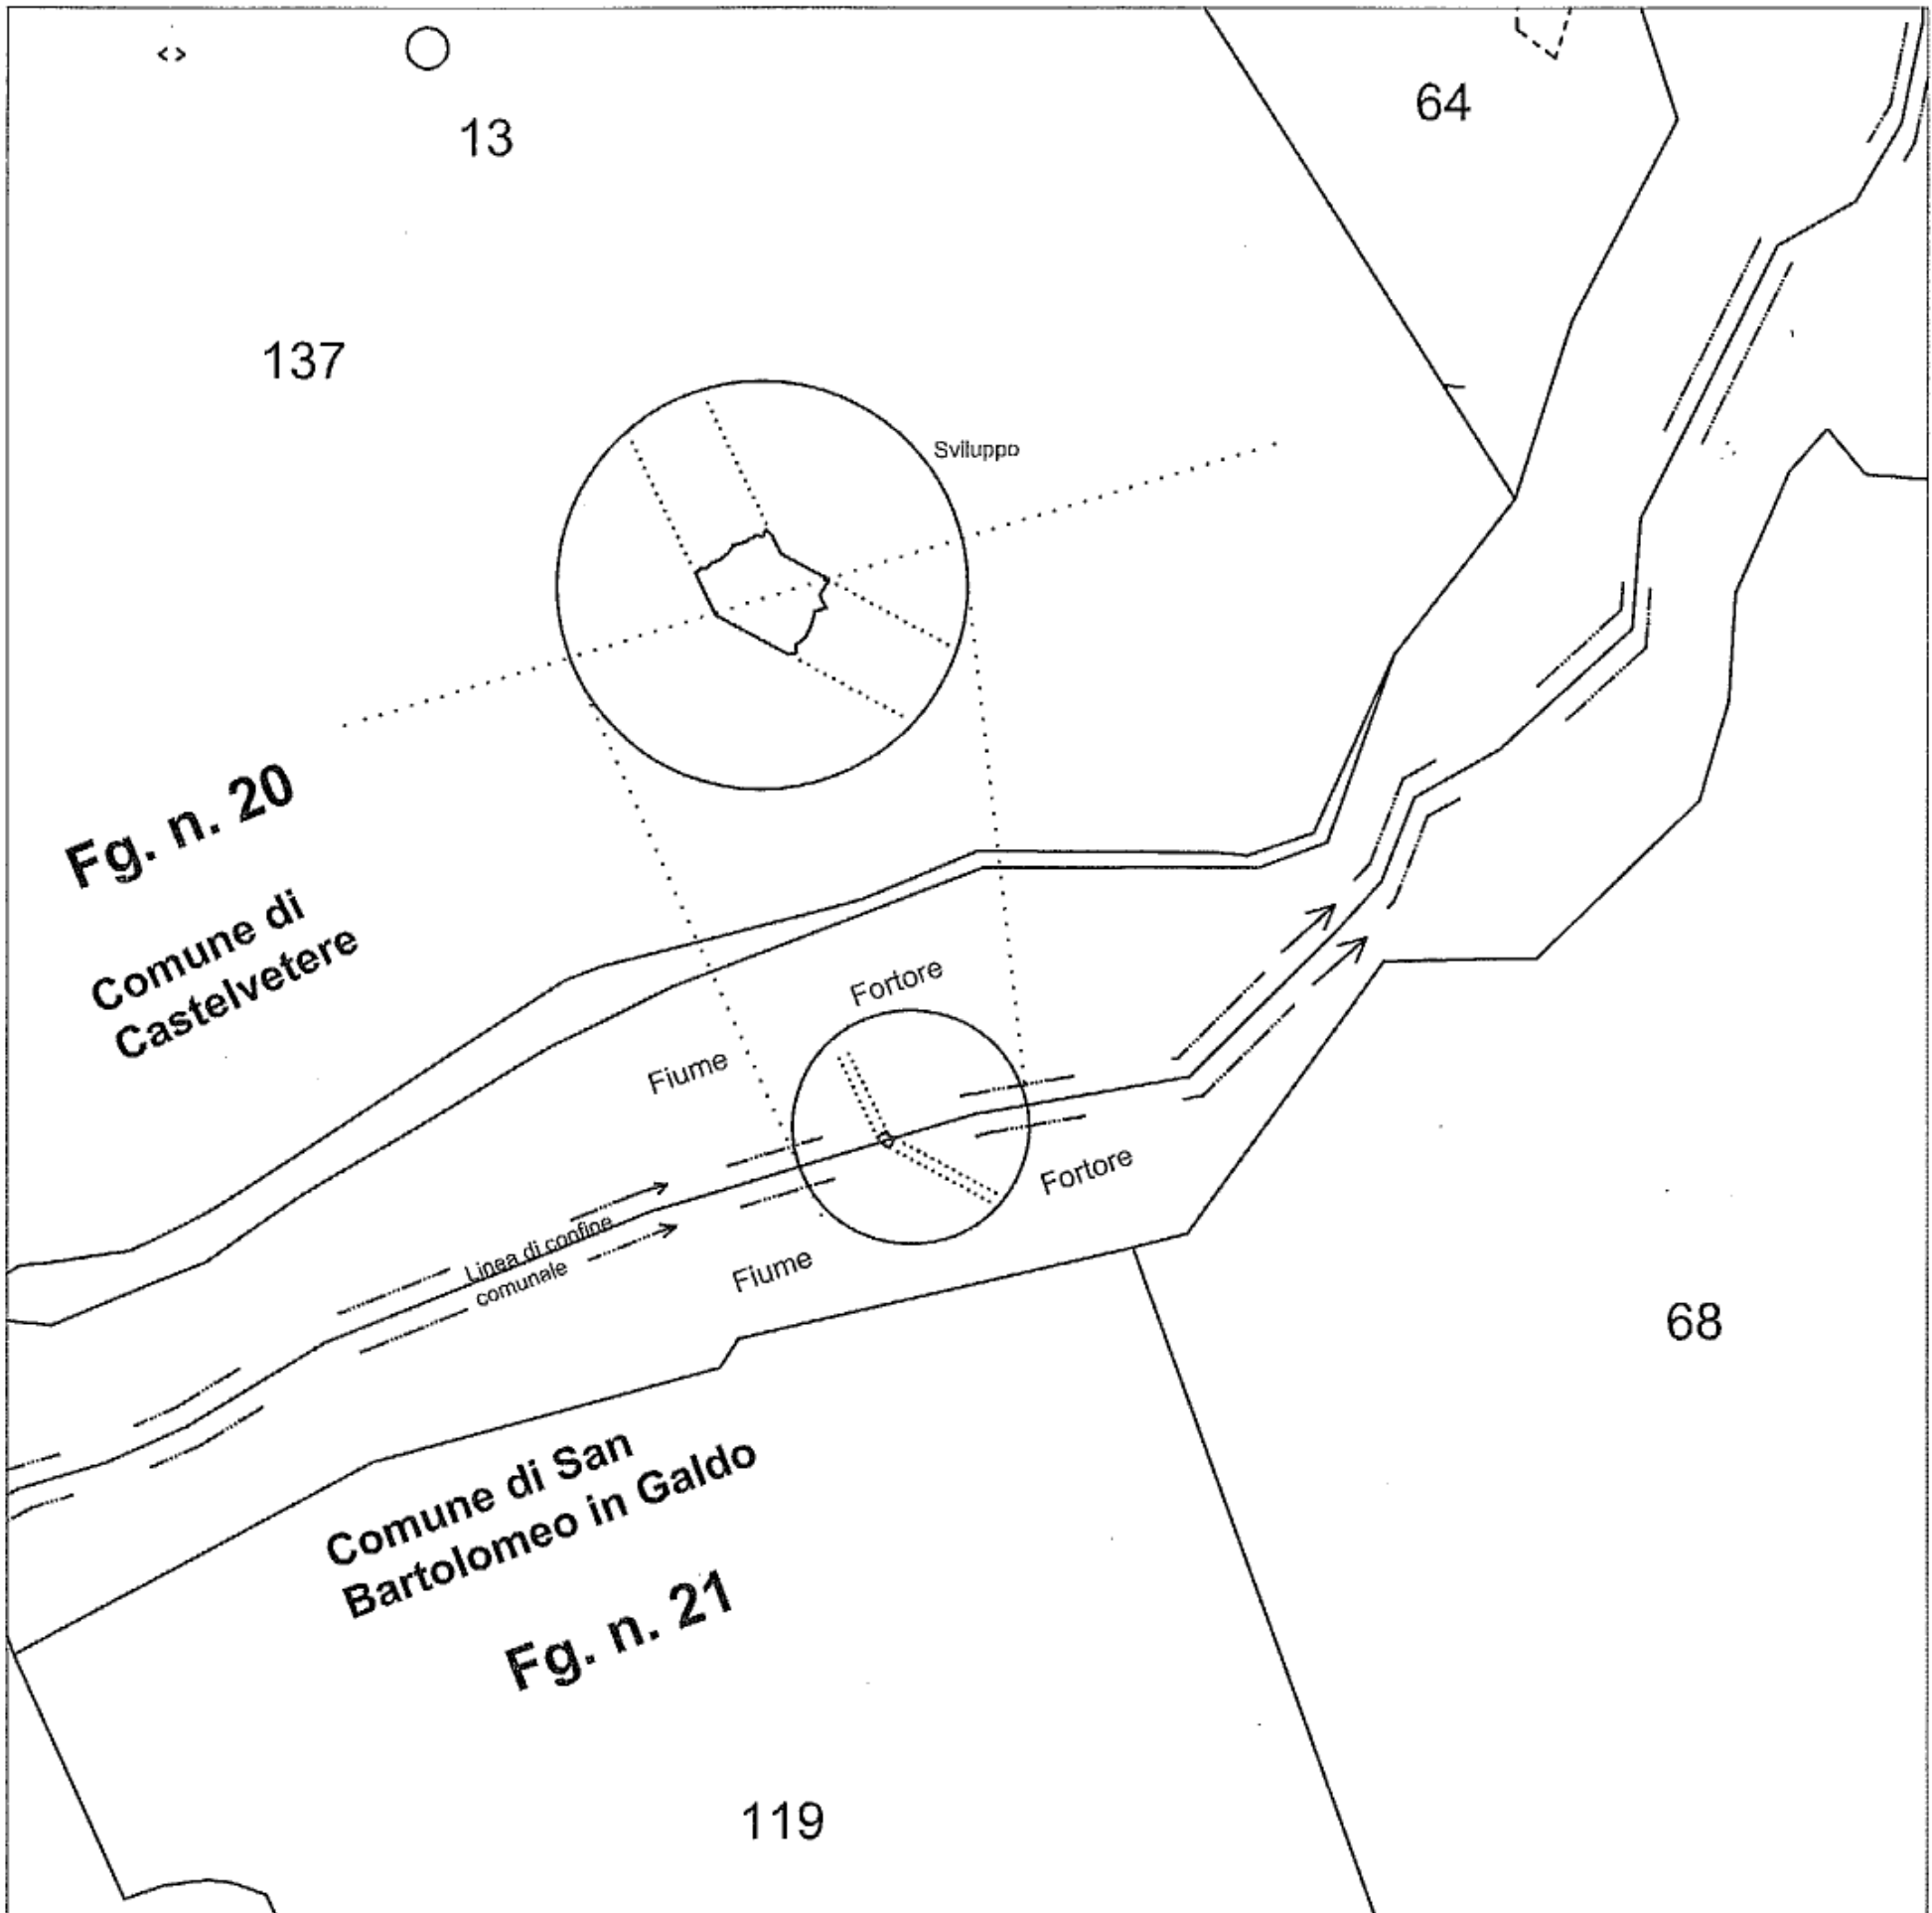 13
64
137
Sviluppo
Fg. n. 20
Comune di
Castelvetere
Fortore
Fiume
Fortore
Linea di confine
comunale
Fiume
68
Comune di San
Bartolomeo in Galdo
Fg. n. 21
119